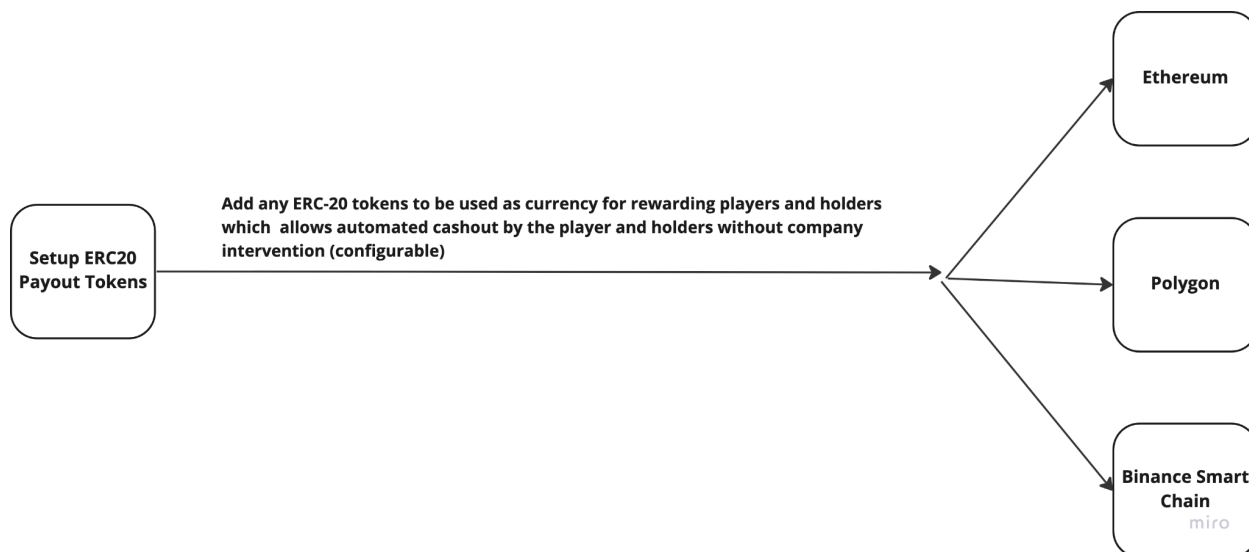 Ethereum
Add any ERC-20 tokens to be used as currency for rewarding players and holders
which  allows automated cashout by the player and holders without company
intervention (configurable)
Setup ERC20
Payout Tokens
Polygon
Binance Smart
Chain
miro